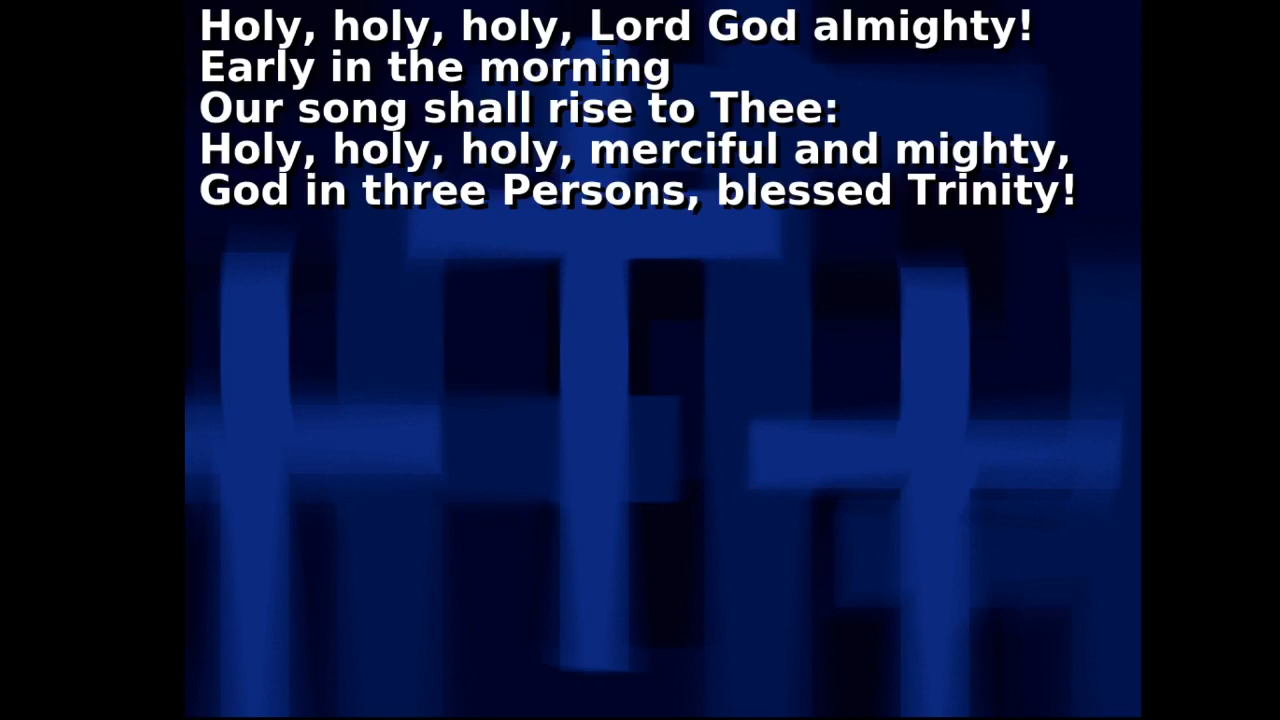 Holy, holy, holy, Lord God almighty!
Early in the morning
Our song shall rise to Thee:
Holy, holy, holy, merciful and mighty,
God in three Persons, blessed Trinity!